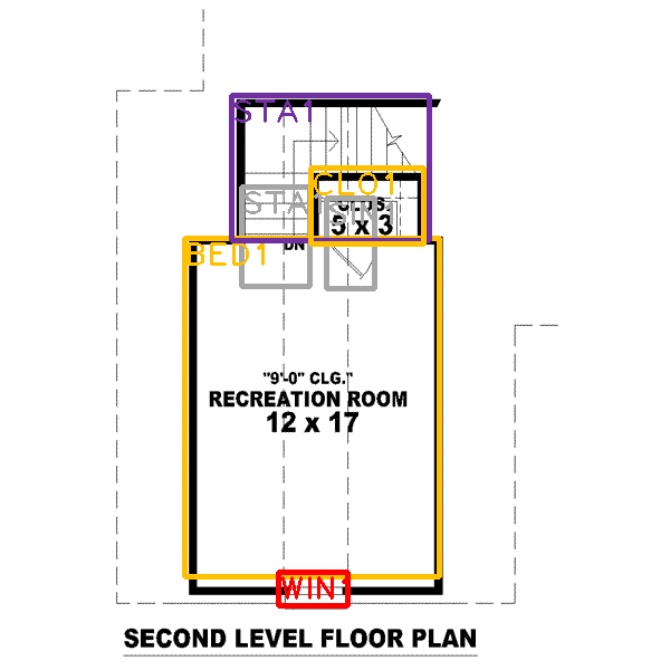 STA1
CLO1
STA
CLOS.
5 x 3
BED1
DN
"9'-0" CLG."
RECREATION ROOM
12 x 17
WIN1
SECOND LEVEL FLOOR PLAN